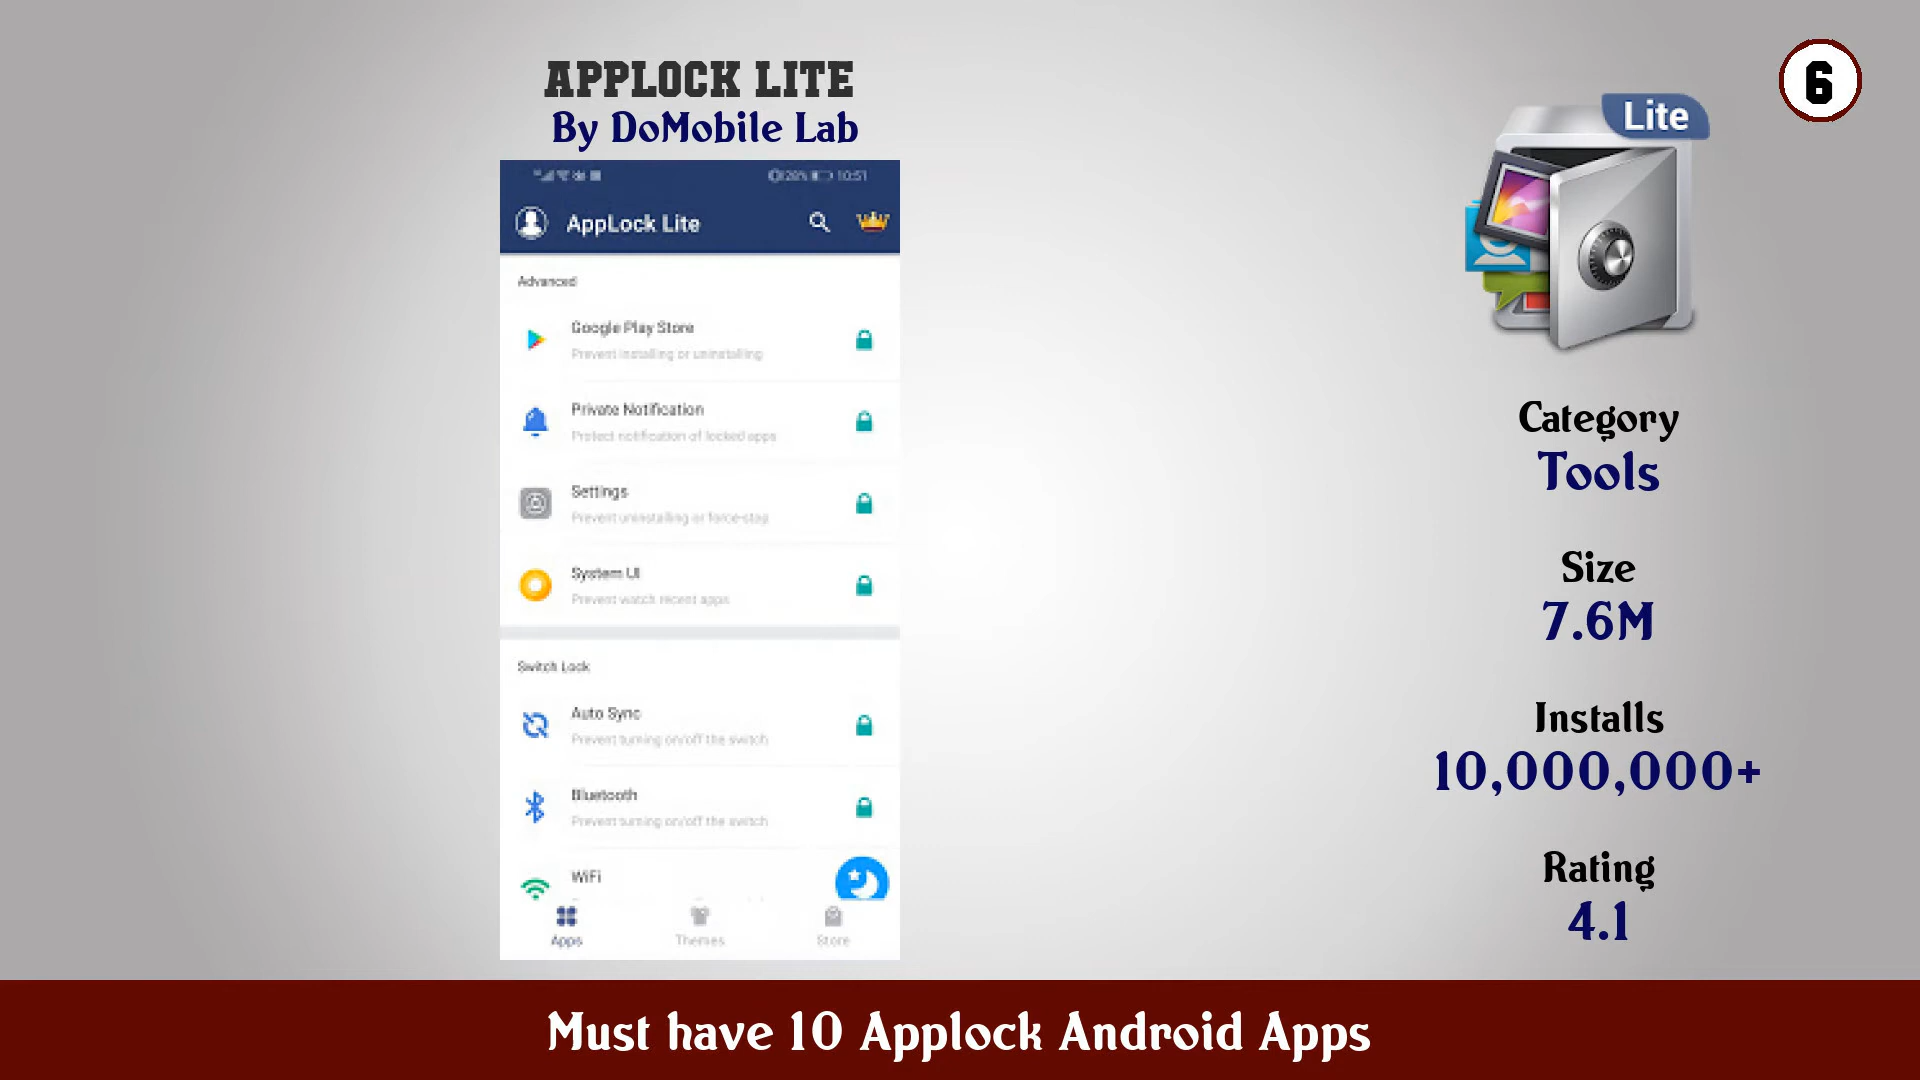 APPLOCK LITE
By DoMobile Lab
6
Lite
10:51
AppLock Lite
Advanced
Google Play Store
Prevent installing or uninstalling
Private Notification
Protect notification of locked apps
Settings
Prevent uninstalling or force-stop
System UI
Prevent watch recent apps
Switch Lock
Auto Sync
Prevent turning on/off the switch
Bluetooth
Prevent turning on/off the switch
WiFi
Apps
Themes
Store
Category
Tools
Size
7.6M
Installs
10,000,000+
Rating
4.1
Must have 10 Applock Android Apps